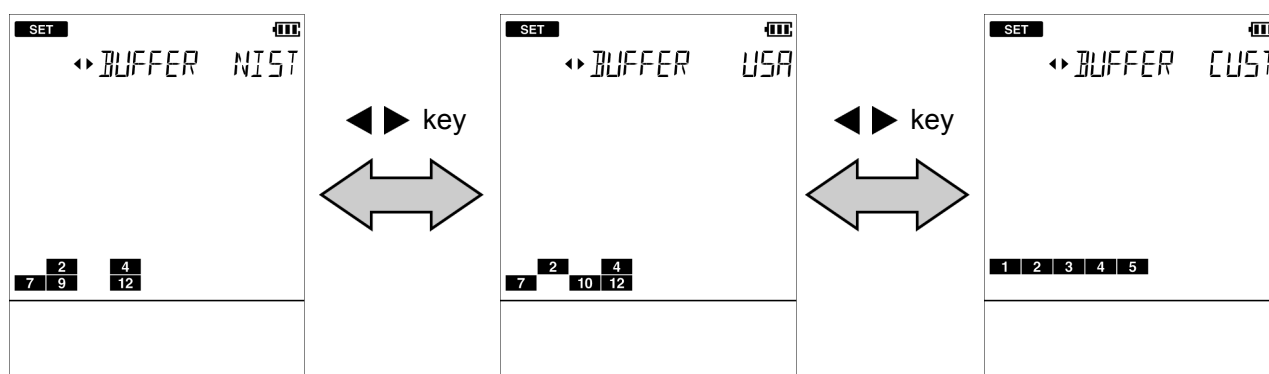 SET
BUFFER NIST
2 4
7 9 12
key
SET
BUFFER USA
2 4
7 10 12
key
SET
BUFFER CUST
1 2 3 4 5